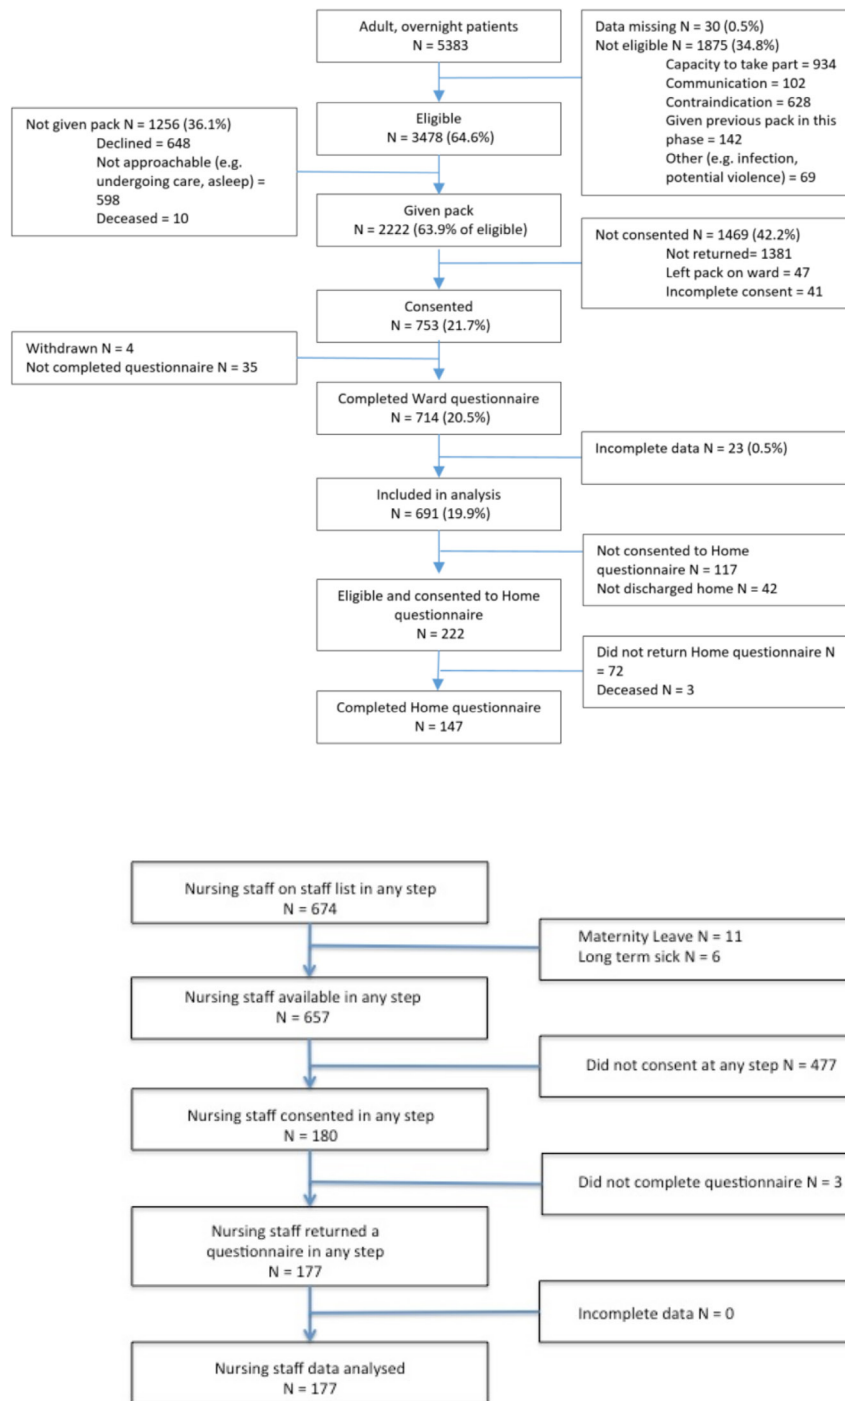 Adult, overnight patients
N = 5383
Data missing N = 30 (0.5%)
Not eligible N = 1875 (34.8%)
Capacity to take part = 934
Communication = 102
Contraindication = 628
Given previous pack in this
phase = 142
Other (e.g. infection,
potential violence) = 69
Eligible
N = 3478 (64.6%)
Not given pack N = 1256 (36.1%)
Declined = 648
Not approachable (e.g.
undergoing care, asleep) =
598
Deceased = 10
Given pack
N = 2222 (63.9% of eligible)
Not consented N = 1469 (42.2%)
Not returned= 1381
Left pack on ward = 47
Incomplete consent = 41
Consented
N = 753 (21.7%)
Withdrawn N = 4
Not completed questionnaire N = 35
Completed Ward questionnaire
N = 714 (20.5%)
Incomplete data N = 23 (0.5%)
Included in analysis
N = 691 (19.9%)
Not consented to Home
questionnaire N = 117
Not discharged home N = 42
Eligible and consented to Home
questionnaire
N = 222
Did not return Home questionnaire N
= 72
Deceased N = 3
Completed Home questionnaire
N = 147
Nursing staff on staff list in any step
N = 674
Maternity Leave N = 11
Long term sick N = 6
Nursing staff available in any step
N = 657
Did not consent at any step N = 477
Nursing staff consented in any step
N = 180
Did not complete questionnaire N = 3
Nursing staff returned a
questionnaire in any step
N = 177
Incomplete data N = 0
Nursing staff data analysed
N = 177